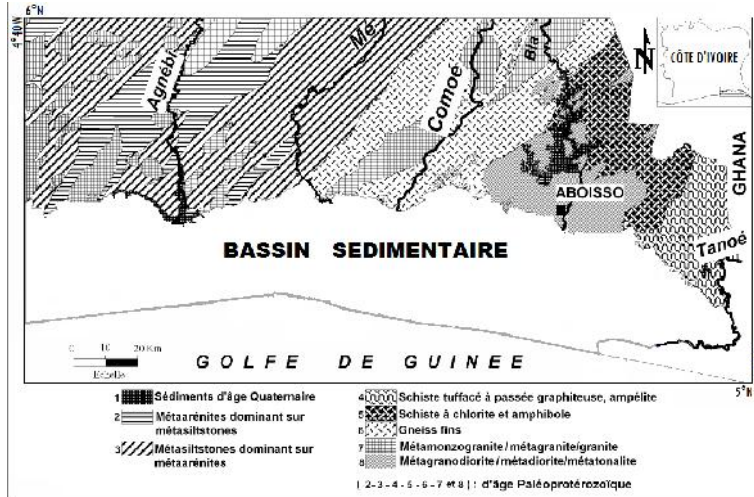 6°N
4°40W
Agnébi
Mé
Comoé
Bia
N
CÔTE D'IVOIRE
GHANA
ABOISSO
Tanoé
BASSIN SEDIMENTAIRE
0 10 20 Km
Echelle
GOLFE DE GUINEE
5°N
1 Sédiments d'âge Quaternaire
2 Métaarénites dominant sur
métasiltstones
3 Métasiltstones dominant sur
métaarénites
4 Schiste tuffacé à passée graphiteuse, ampélite
5 Schiste à chlorite et amphibole
6 Gneiss fins
7 Métamonzogranite/métagranite/granite
8 Métagranodiorite/métadiorite/métatonalite
( 2-3-4-5-6-7 et 8 ) : d'âge Paléoprotérozoïque